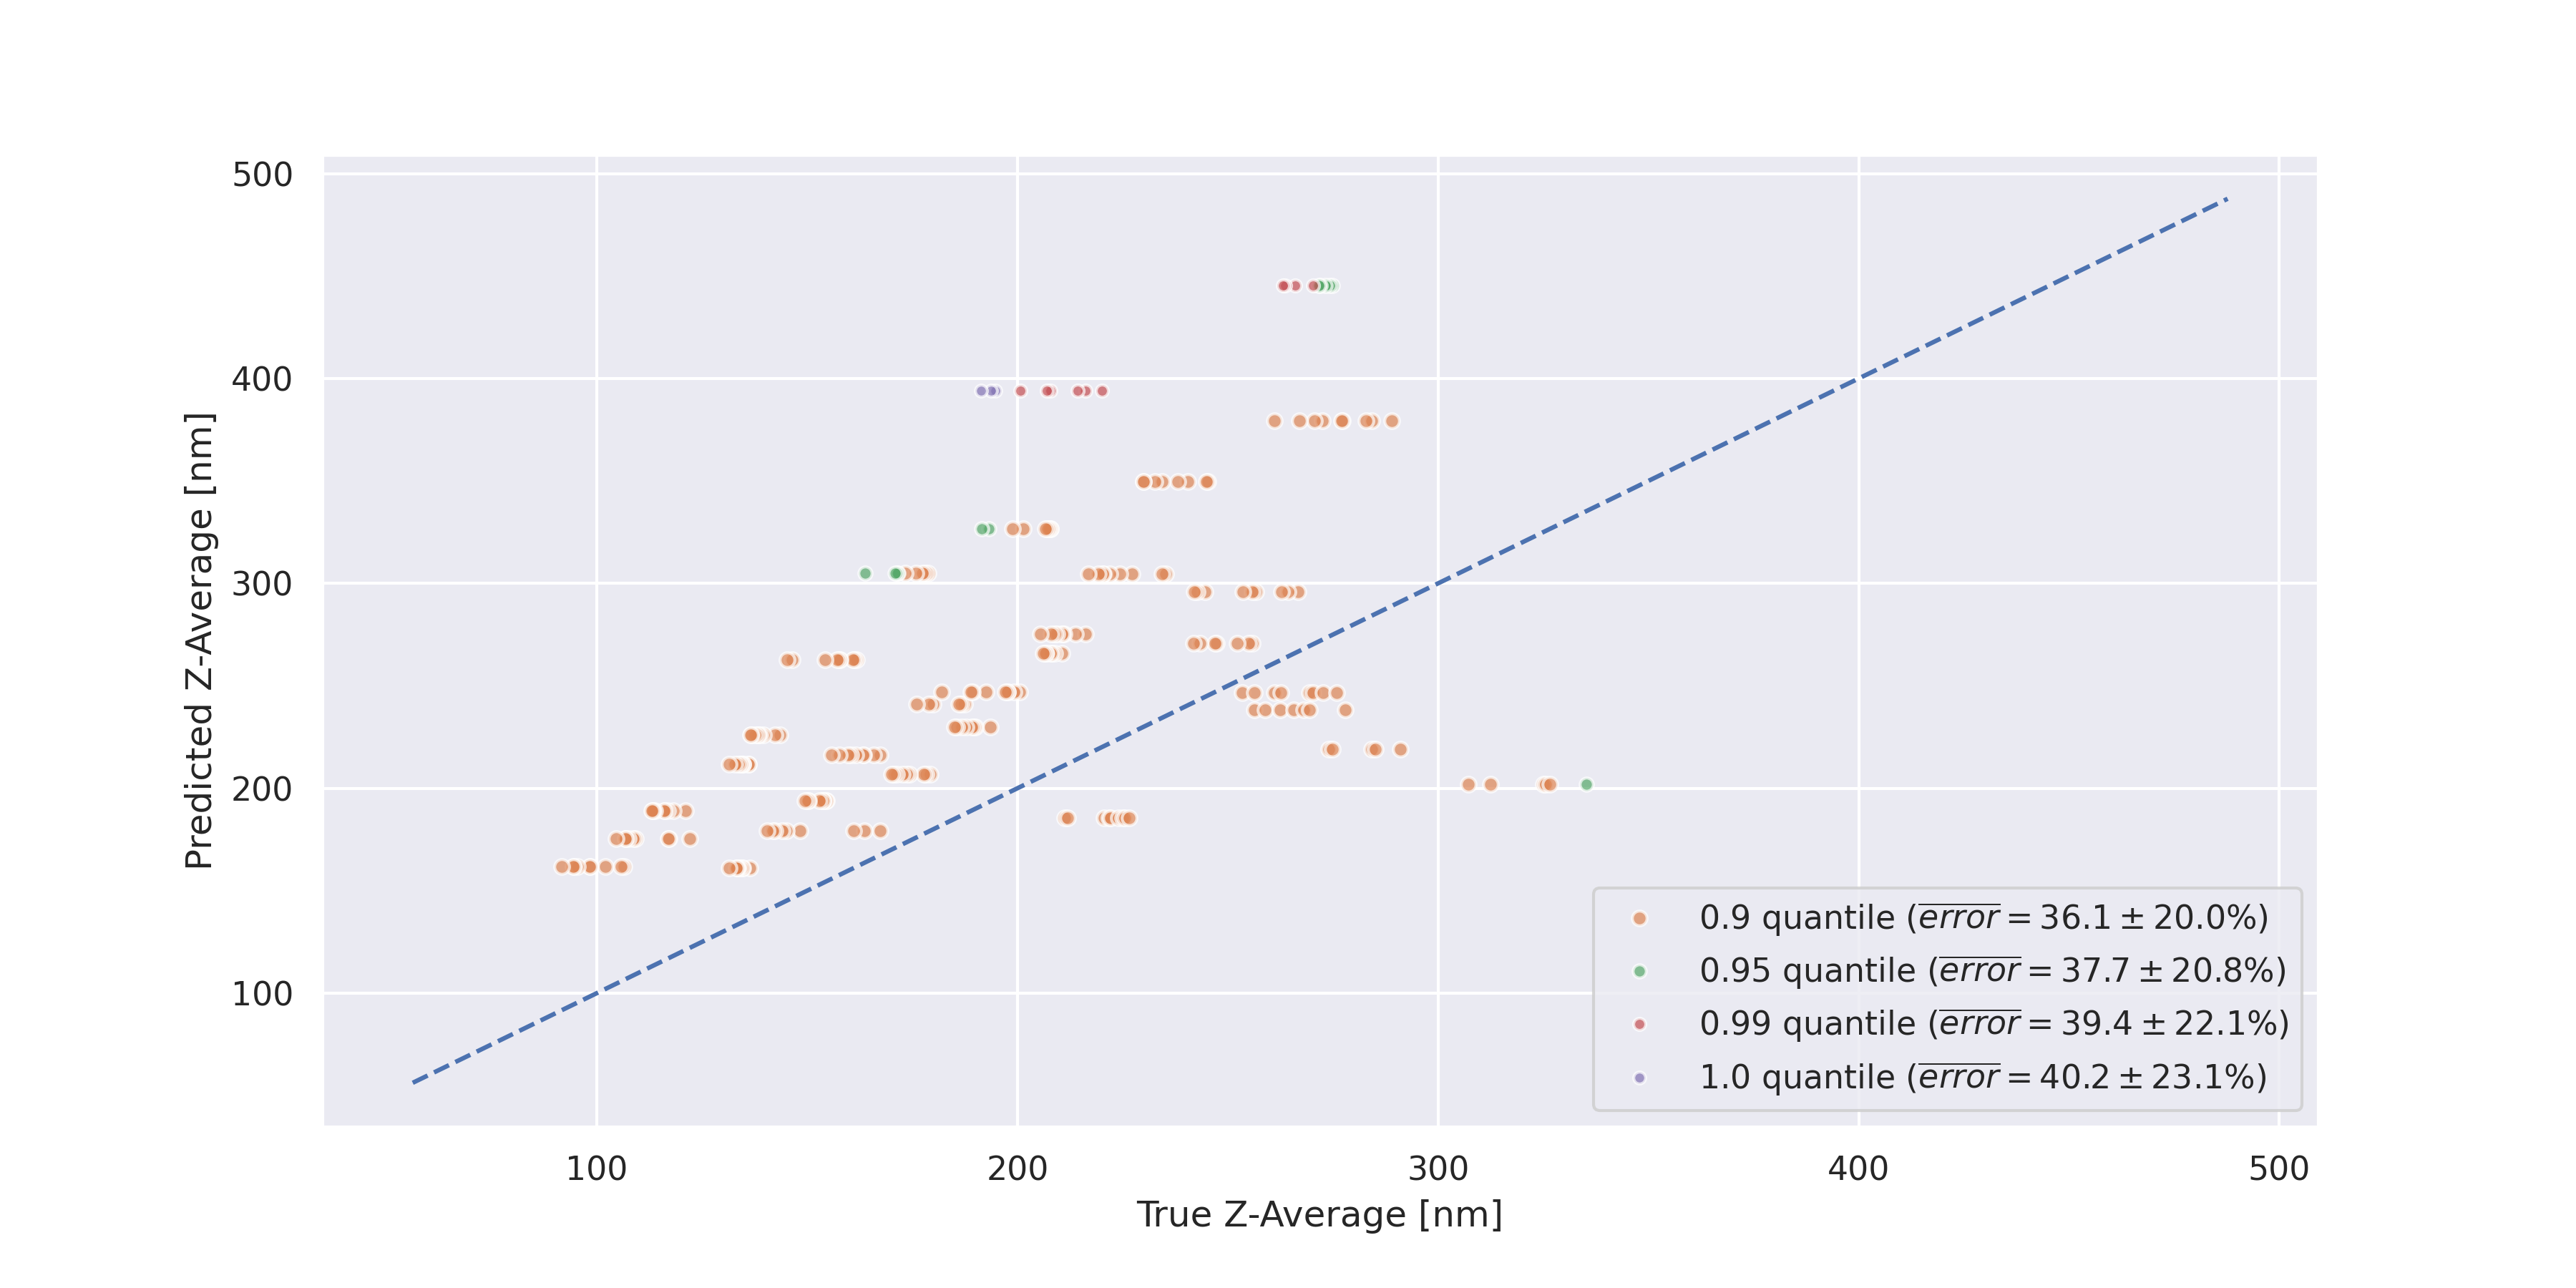 500
400
300
200
100
Predicted Z-Average [nm]
0.9 quantile (error = 36.1 ± 20.0%)
0.95 quantile (error = 37.7 ± 20.8%)
0.99 quantile (error = 39.4 ± 22.1%)
1.0 quantile (error = 40.2 ± 23.1%)
100 200 300 400 500
True Z-Average [nm]